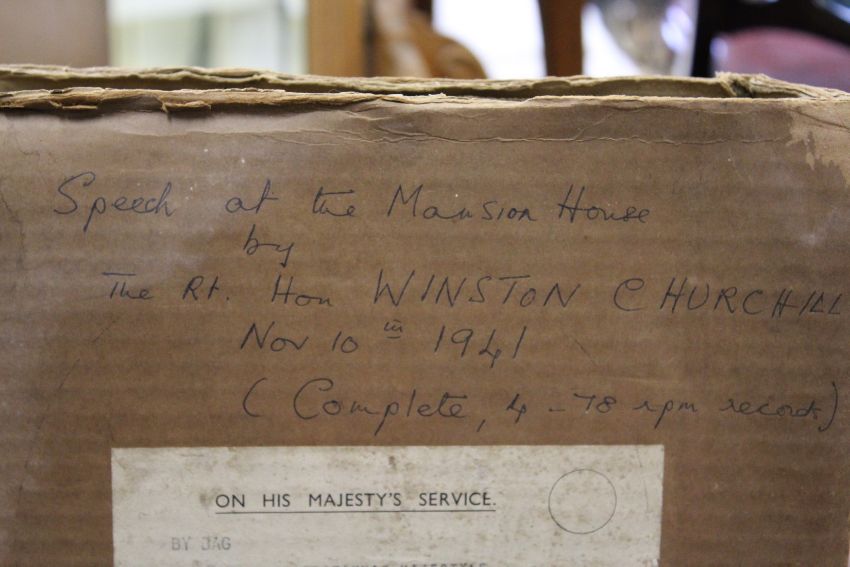 Speech at the Mansion House
by
The Rt. Hon WINSTON CHURCHILL
Nov 10th 1941
(Complete, 4 - 78 rpm records)
ON HIS MAJESTY'S SERVICE.
BY JAG